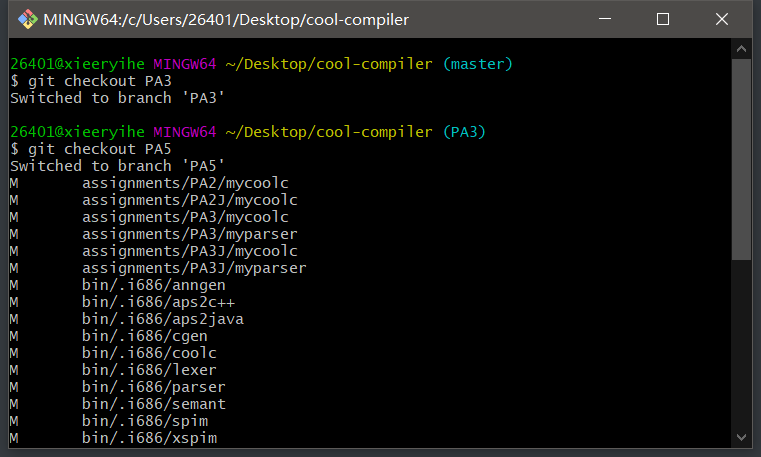 MINGW64:/c/Users/26401/Desktop/cool-compiler
26401@xieeryihe MINGW64 ~/Desktop/cool-compiler (master)
$ git checkout PA3
Switched to branch 'PA3'
26401@xieeryihe MINGW64 ~/Desktop/cool-compiler (PA3)
$ git checkout PA5
Switched to branch 'PA5'
M       assignments/PA2/mycoolc
M       assignments/PA2J/mycoolc
M       assignments/PA3/mycoolc
M       assignments/PA3/myparser
M       assignments/PA3J/mycoolc
M       assignments/PA3J/myparser
M       bin/.i686/anngen
M       bin/.i686/aps2c++
M       bin/.i686/aps2java
M       bin/.i686/cgen
M       bin/.i686/coolc
M       bin/.i686/lexer
M       bin/.i686/parser
M       bin/.i686/semant
M       bin/.i686/spim
M       bin/.i686/xspim